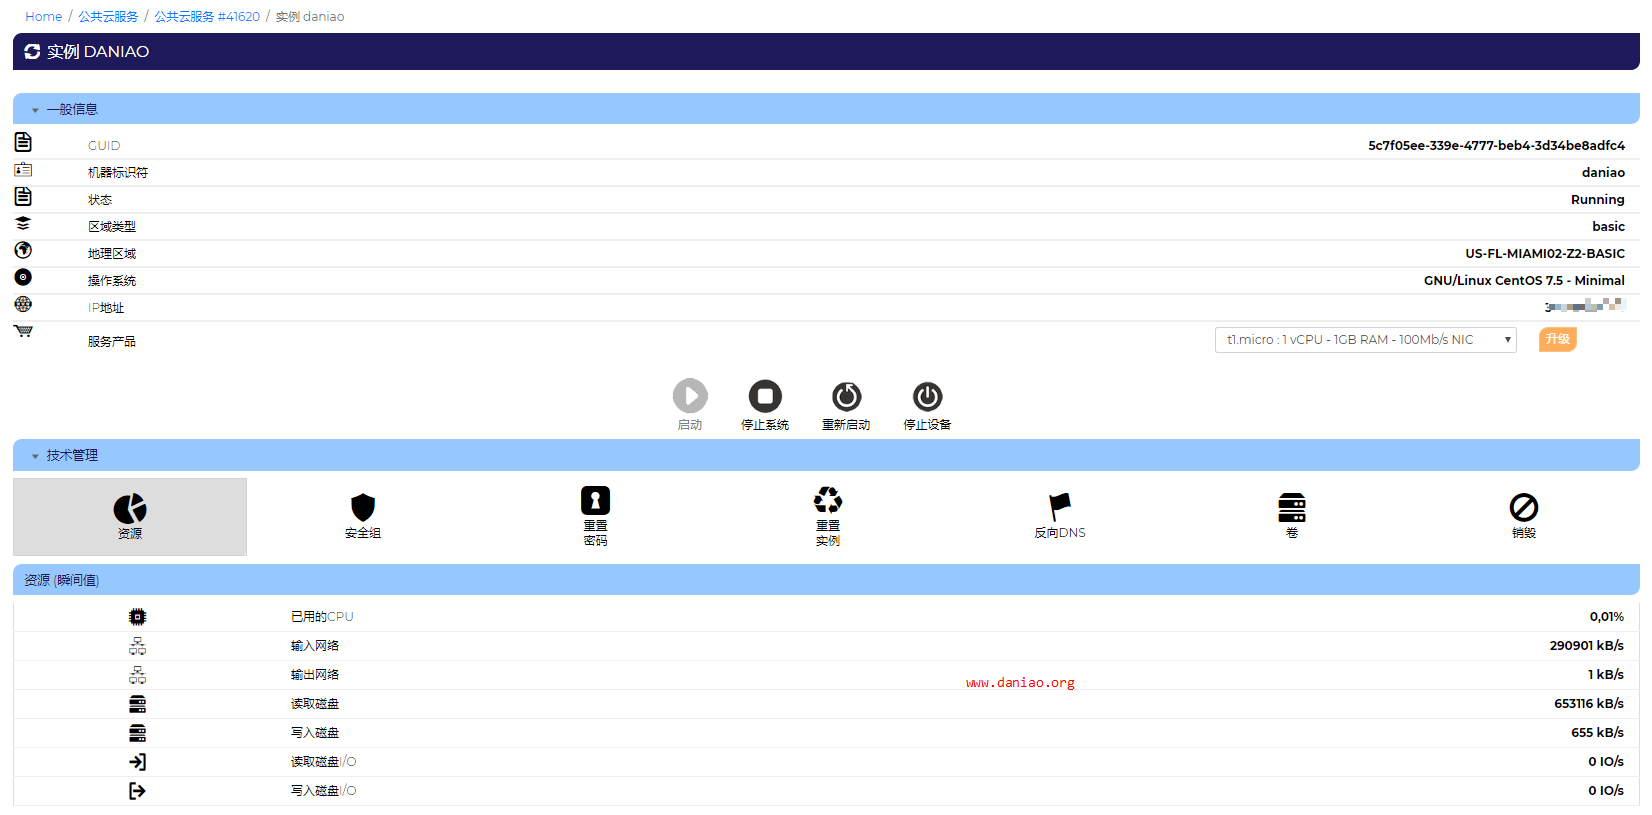 Home / 公共云服务 / 公共云服务 #41620 / 实例 daniao
实例 DANIAO
一般信息
GUID 5c7f05ee-339e-4777-beb4-3d34be8adfc4
机器标识符 daniao
状态 Running
区域类型 basic
地理区域 US-FL-MIAMI02-Z2-BASIC
操作系统 GNU/Linux CentOS 7.5 - Minimal
IP地址
服务产品 t1.micro : 1 vCPU - 1GB RAM - 100Mb/s NIC 升级
启动 停止系统 重新启动 停止设备
技术管理
资源 安全组 重置 重置 反向DNS 卷 销毁
密码 实例
资源 (瞬间值)
已用的CPU 0,01%
输入网络 290901 kB/s
输出网络 1 kB/s
www.daniao.org
读取磁盘 653116 kB/s
写入磁盘 655 kB/s
读取磁盘I/O 0 IO/s
写入磁盘I/O 0 IO/s